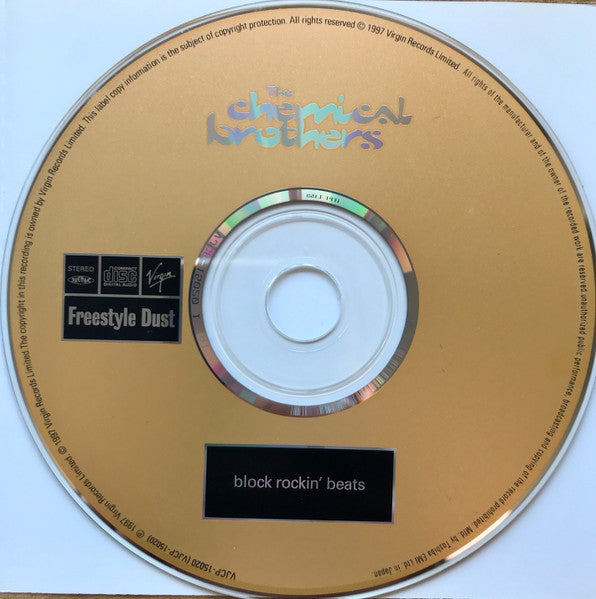 The
chemical
brothers
STEREO
COMPACT
disc
DIGITAL AUDIO
Virgin
Freestyle Dust
block rockin' beats
VJCP-15020 (VJCP-15020) ℗ 1997 Virgin Records Limited © 1997 Virgin Records Limited.The copyright in this recording is owned by Virgin Records Limited. This label copy information is the subject of copyright protection. All rights reserved © 1997 Virgin Records Limited. All rights of the manufacturer and of the owner of the recorded work are reserved unauthorized public performance, broadcasting and copying of the record prohibited. Mfd. by Toshiba EMI Ltd. in Japan.